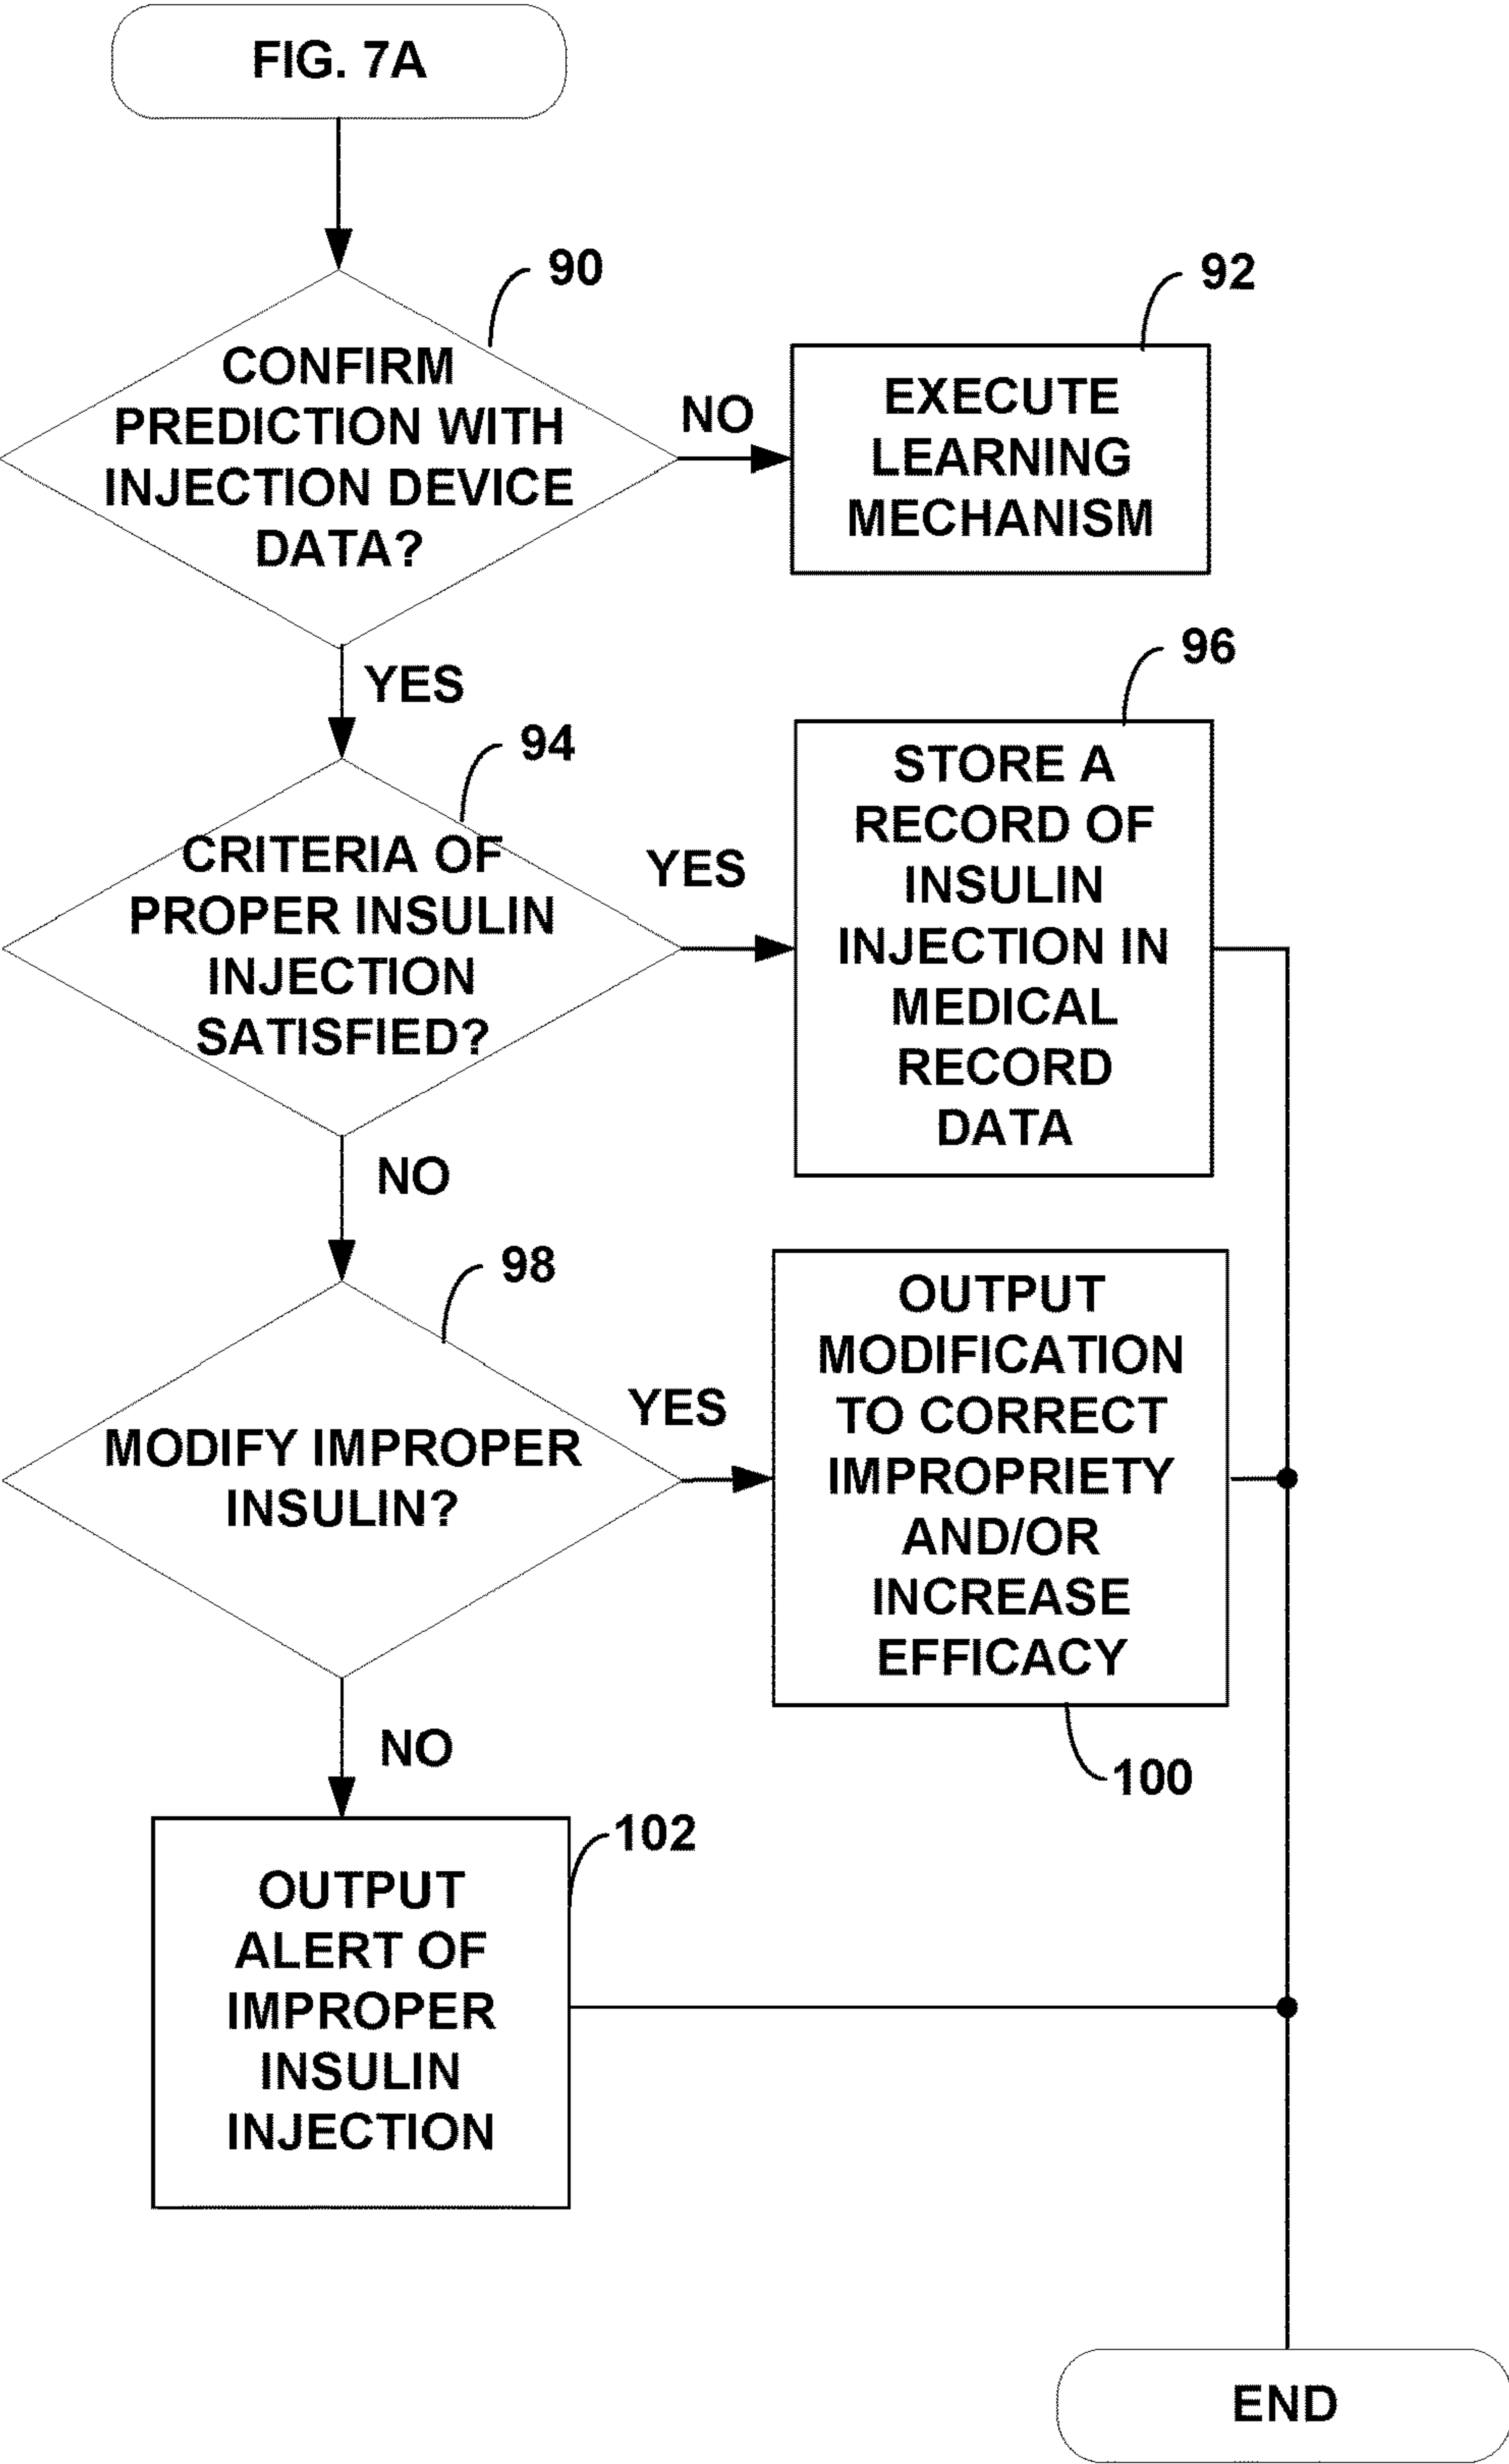 FIG. 7A
90
CONFIRM
PREDICTION WITH
INJECTION DEVICE
DATA?
NO
92
EXECUTE
LEARNING
MECHANISM
YES
94
CRITERIA OF
PROPER INSULIN
INJECTION
SATISFIED?
YES
96
STORE A
RECORD OF
INSULIN
INJECTION IN
MEDICAL
RECORD
DATA
NO
98
MODIFY IMPROPER
INSULIN?
YES
OUTPUT
MODIFICATION
TO CORRECT
IMPROPRIETY
AND/OR
INCREASE
EFFICACY
100
NO
102
OUTPUT
ALERT OF
IMPROPER
INSULIN
INJECTION
END